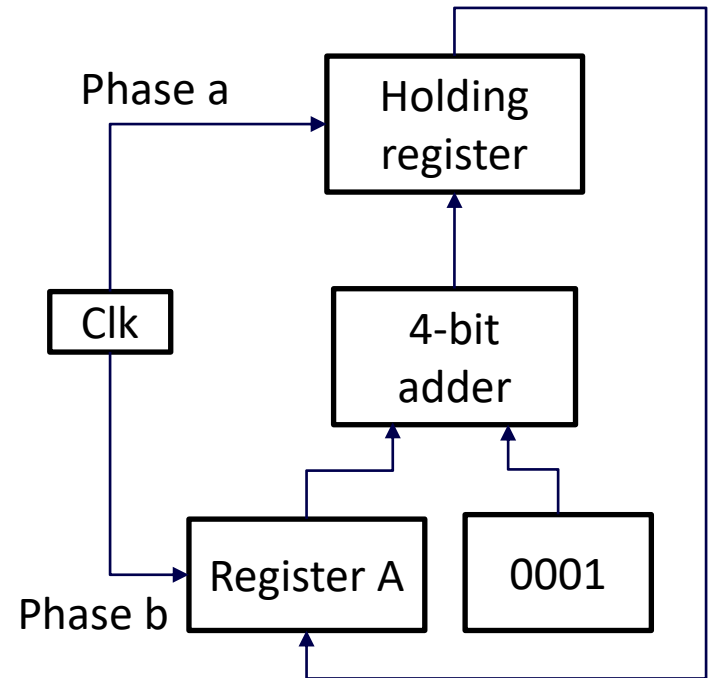 Phase a
Holding
register
Clk
4-bit
adder
Register A
0001
Phase b